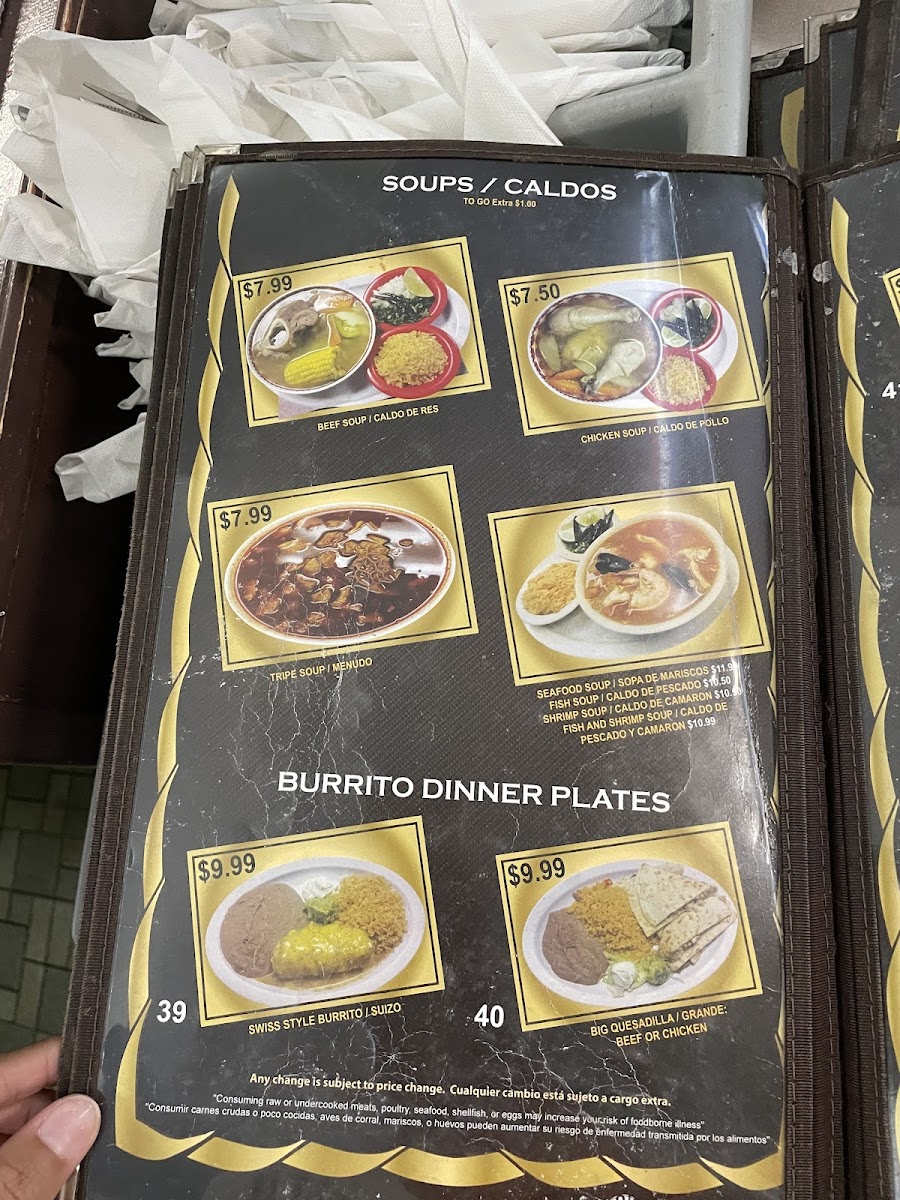 SOUPS / CALDOS
TO GO Extra $1.00
$7.99
BEEF SOUP / CALDO DE RES
$7.50
CHICKEN SOUP / CALDO DE POLLO
$7.99
TRIPE SOUP / MENUDO
SEAFOOD SOUP / SOPA DE MARISCOS $11.99
FISH SOUP / CALDO DE PESCADO $10.50
SHRIMP SOUP / CALDO DE CAMARON $10.50
FISH AND SHRIMP SOUP / CALDO DE
PESCADO Y CAMARON $10.99
BURRITO DINNER PLATES
$9.99
39
SWISS STYLE BURRITO / SUIZO
$9.99
40
BIG QUESADILLA / GRANDE:
BEEF OR CHICKEN
Any change is subject to price change. Cualquier cambio está sujeto a cargo extra.
"Consuming raw or undercooked meats, poultry, seafood, shellfish, or eggs may increase your risk of foodborne illness"
"Consumir carnes crudas o poco cocidas, aves de corral, mariscos, o huevos pueden aumentar su riesgo de enfermedad transmitida por los alimentos"